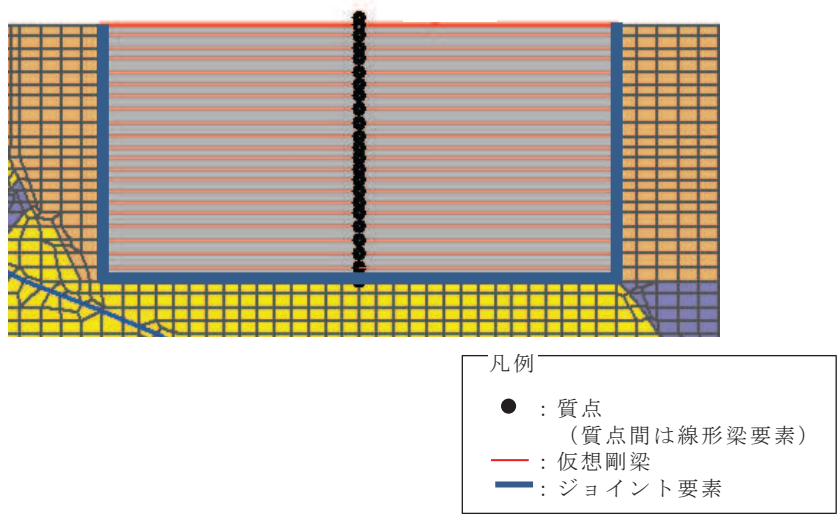 凡例
● : 質点
（質点間は線形梁要素）
: 仮想剛梁
: ジョイント要素